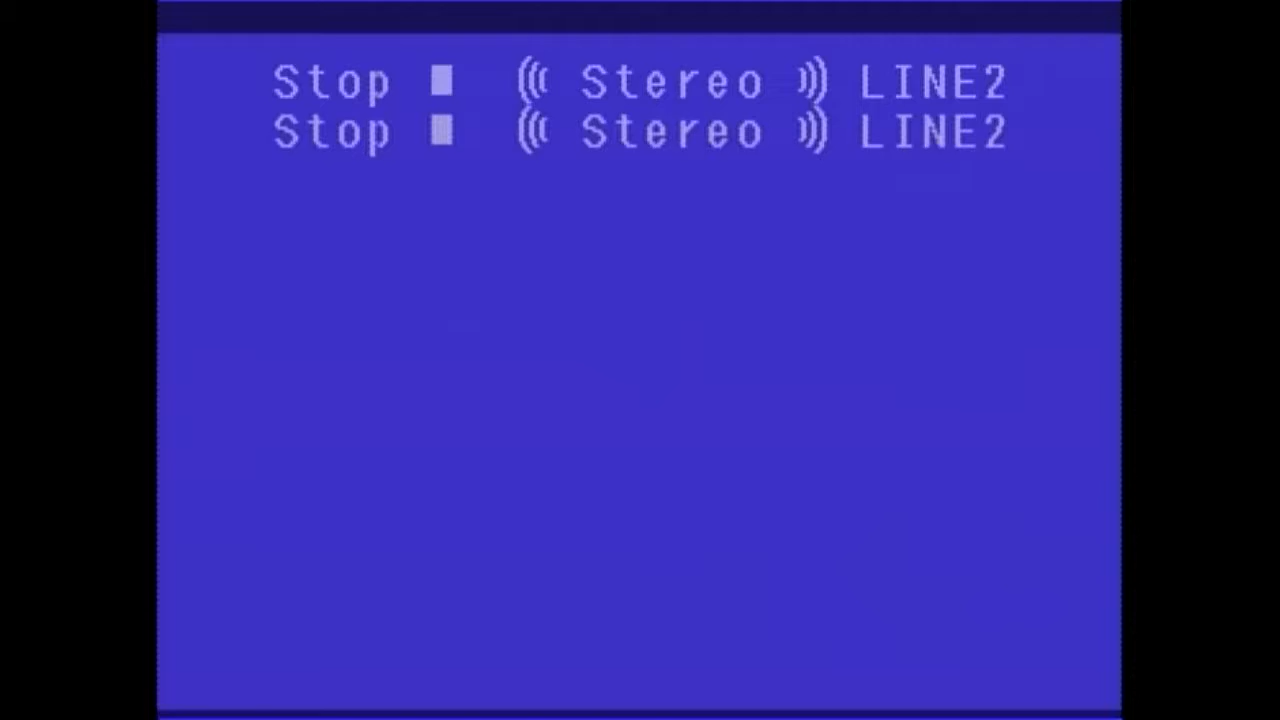 Stop ■ ((( Stereo ))) LINE2
Stop ■ ((( Stereo ))) LINE2